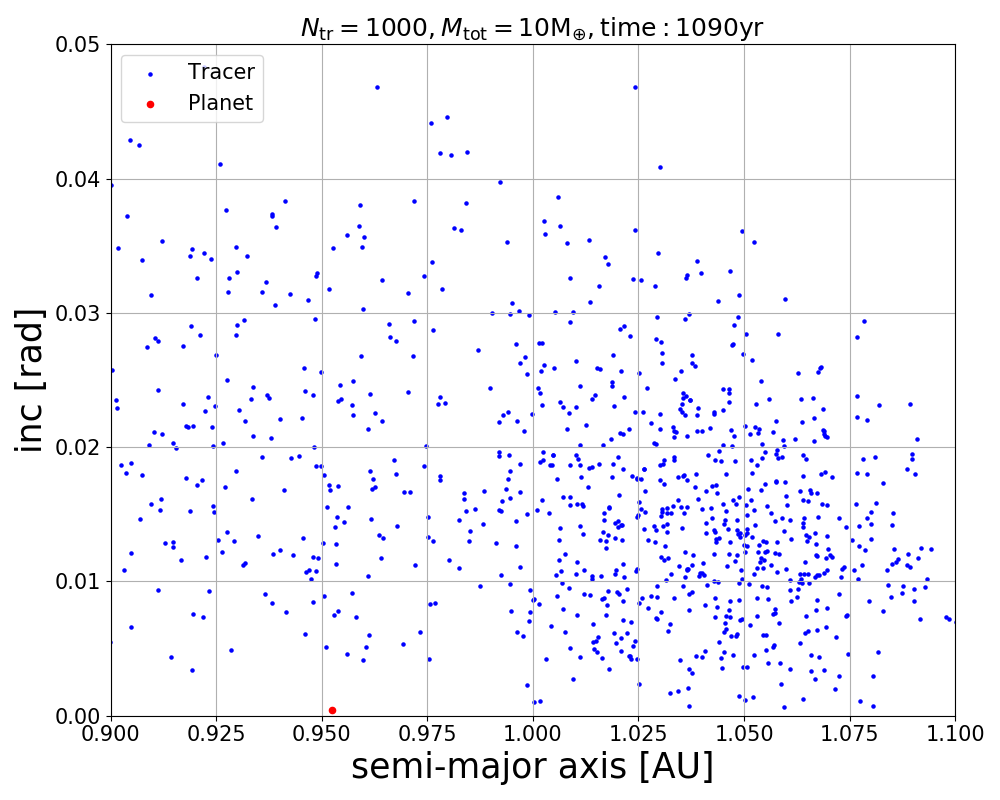 N_tr = 1000, M_tot = 10M_⊕, time : 1090yr
0.05
Tracer
Planet
0.04
0.03
inc [rad]
0.02
0.01
0.00
0.900 0.925 0.950 0.975 1.000 1.025 1.050 1.075 1.100
semi-major axis [AU]